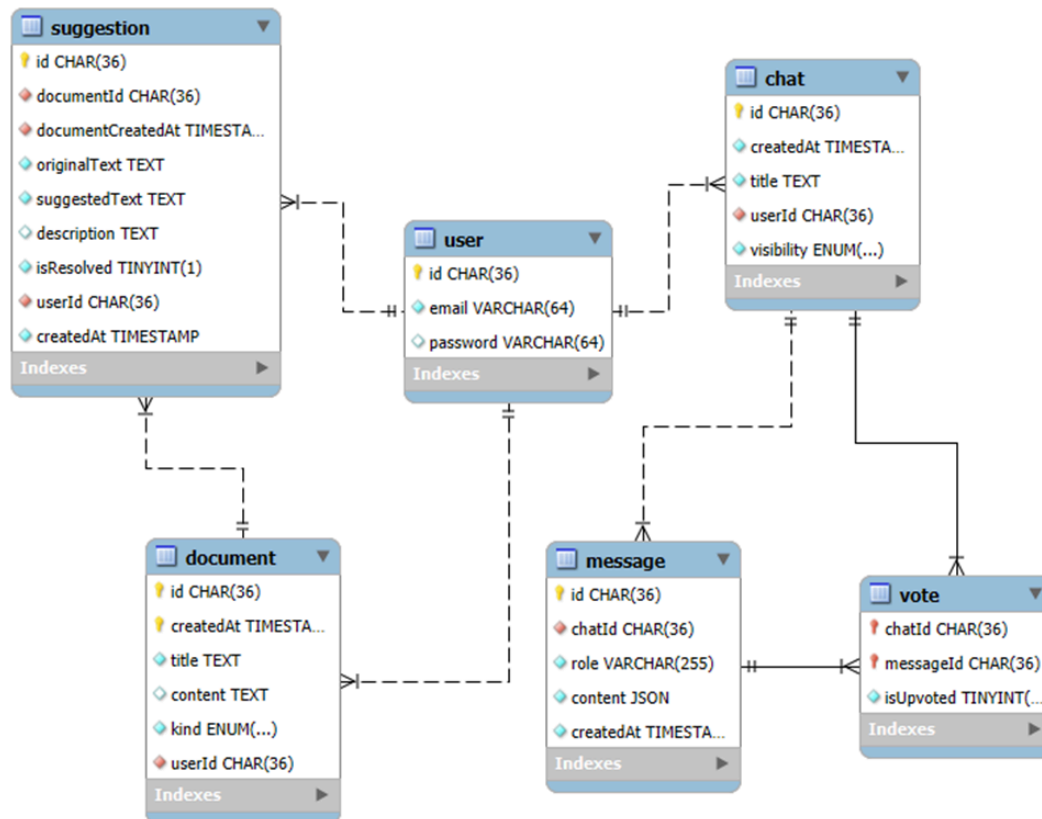 suggestion
id CHAR(36)
documentId CHAR(36)
documentCreatedAt TIMESTA...
originalText TEXT
suggestedText TEXT
description TEXT
isResolved TINYINT(1)
userId CHAR(36)
createdAt TIMESTAMP
Indexes
user
id CHAR(36)
email VARCHAR(64)
password VARCHAR(64)
Indexes
chat
id CHAR(36)
createdAt TIMESTA...
title TEXT
userId CHAR(36)
visibility ENUM(...)
Indexes
document
id CHAR(36)
createdAt TIMESTA...
title TEXT
content TEXT
kind ENUM(...)
userId CHAR(36)
Indexes
message
id CHAR(36)
chatId CHAR(36)
role VARCHAR(255)
content JSON
createdAt TIMESTA...
Indexes
vote
chatId CHAR(36)
messageId CHAR(36)
isUpvoted TINYINT(...
Indexes